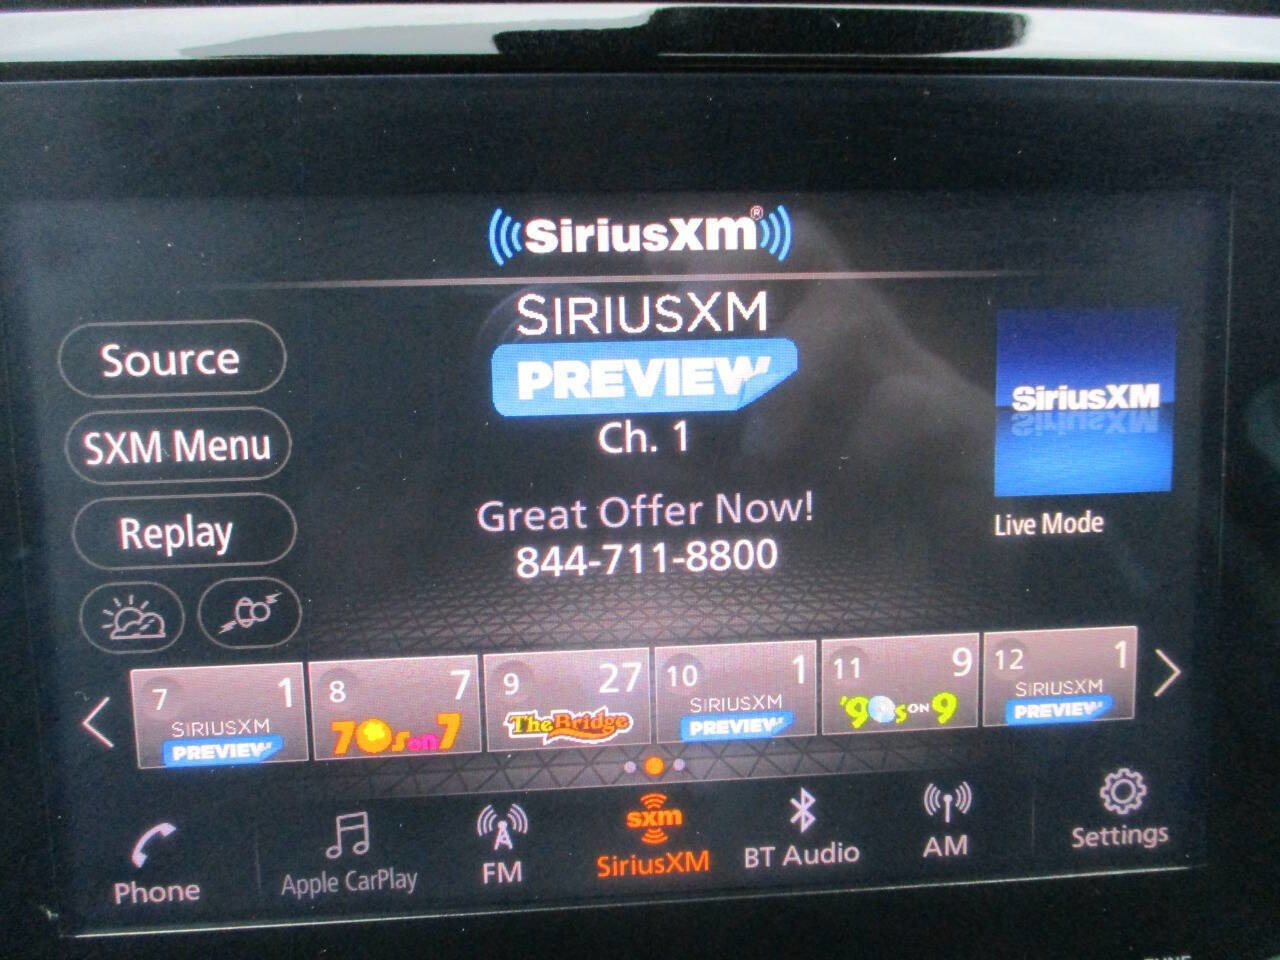 SiriusXM®
SIRIUSXM
PREVIEW
Ch. 1
Great Offer Now!
844-711-8800
Source
SXM Menu
Replay
SiriusXM
Live Mode
7 1
SIRIUSXM
PREVIEW
8 7
70s on 7
9 27
The Bridge
10 1
SIRIUSXM
PREVIEW
11 9
'90s ON 9
12 1
SIRIUSXM
PREVIEW
Phone
Apple CarPlay
FM
sxm
SiriusXM
BT Audio
AM
Settings